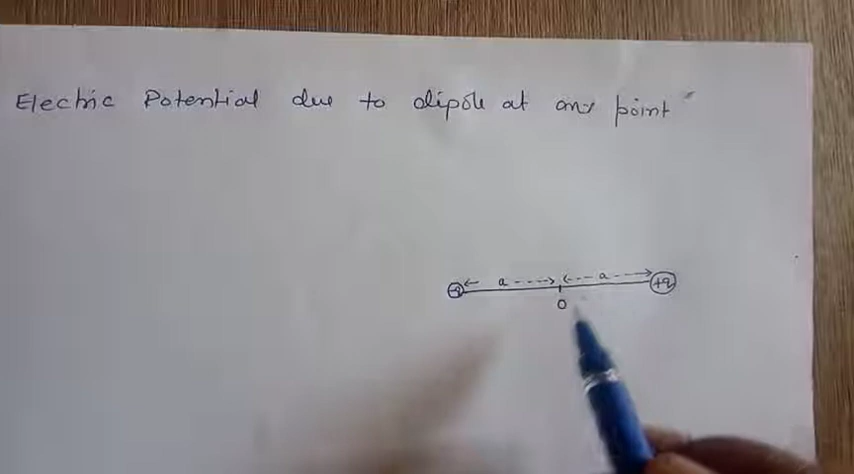 Electric Potential due to dipole at any point
-q a a +q
O